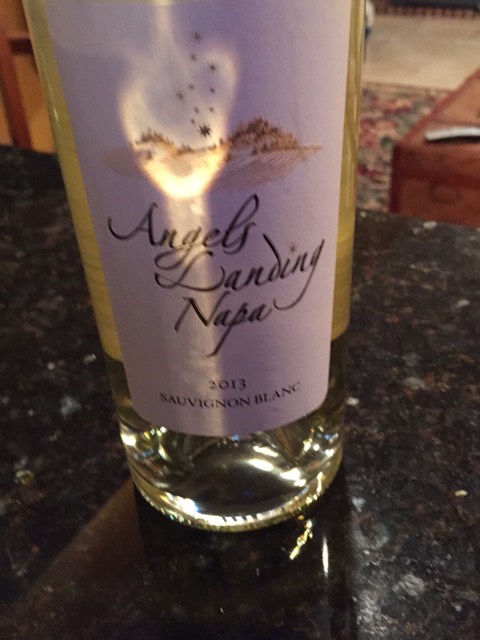 Angels
Landing
Napa
2013
SAUVIGNON BLANC